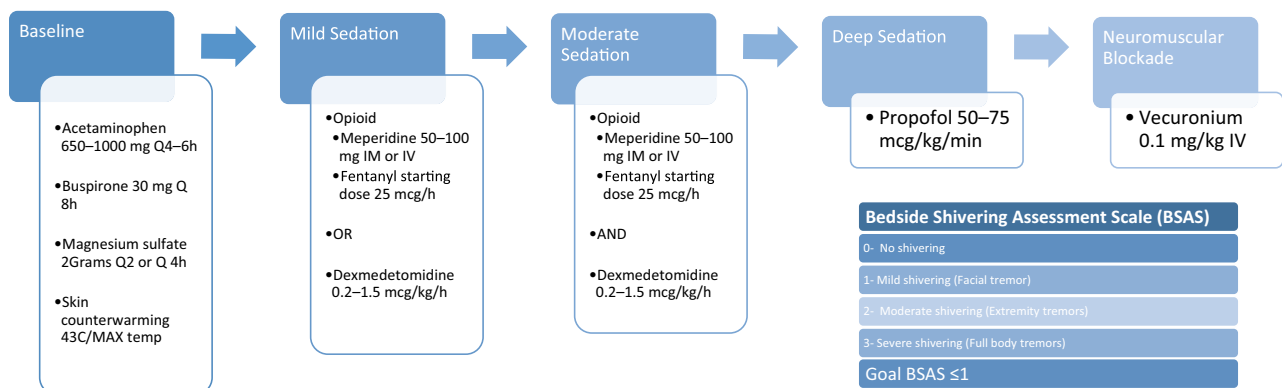 Baseline
•Acetaminophen
650–1000 mg Q4–6h
•Buspirone 30 mg Q
8h
•Magnesium sulfate
2Grams Q2 or Q 4h
•Skin
counterwarming
43C/MAX temp
Mild Sedation
•Opioid
•Meperidine 50–100
mg IM or IV
•Fentanyl starting
dose 25 mcg/h
•OR
•Dexmedetomidine
0.2–1.5 mcg/kg/h
Moderate
Sedation
•Opioid
•Meperidine 50–100
mg IM or IV
•Fentanyl starting
dose 25 mcg/h
•AND
•Dexmedetomidine
0.2–1.5 mcg/kg/h
Deep Sedation
• Propofol 50–75
mcg/kg/min
Neuromuscular
Blockade
• Vecuronium
0.1 mg/kg IV
Bedside Shivering Assessment Scale (BSAS)
0- No shivering
1- Mild shivering (Facial tremor)
2- Moderate shivering (Extremity tremors)
3- Severe shivering (Full body tremors)
Goal BSAS ≤1